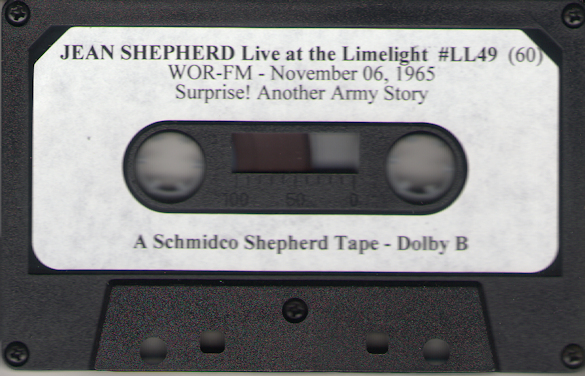 JEAN SHEPHERD Live at the Limelight #LL49 (60)
WOR-FM - November 06, 1965
Surprise! Another Army Story
100 50 0
A Schmidco Shepherd Tape - Dolby B